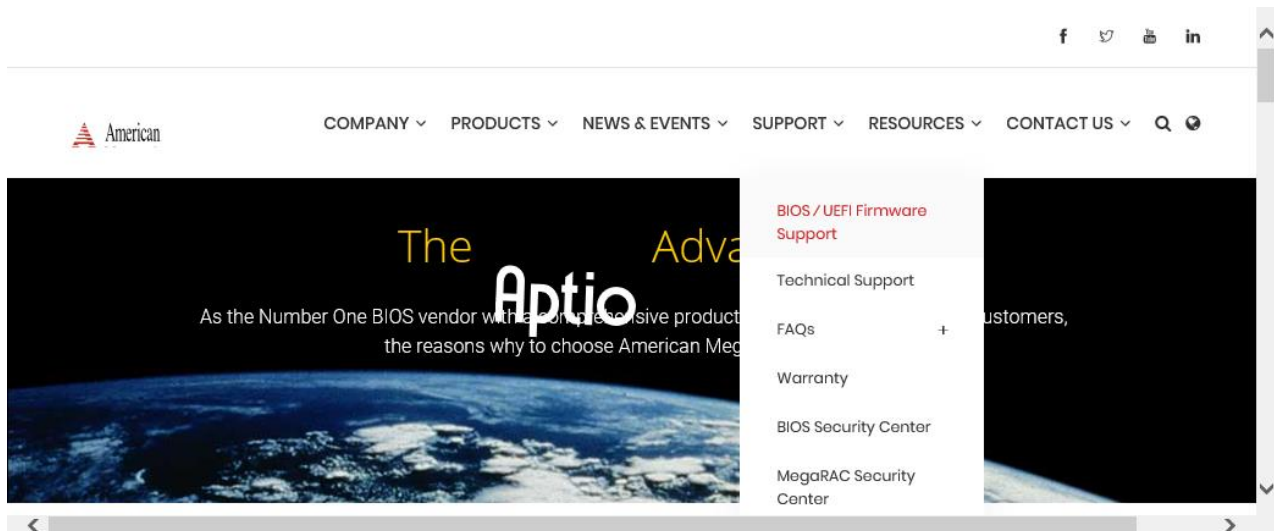 American
COMPANY PRODUCTS NEWS & EVENTS SUPPORT RESOURCES CONTACT US
The Adva
Aptio
As the Number One BIOS vendor with a comprehensive product ustomers,
the reasons why to choose American Meg
BIOS / UEFI Firmware
Support
Technical Support
FAQs +
Warranty
BIOS Security Center
MegaRAC Security
Center